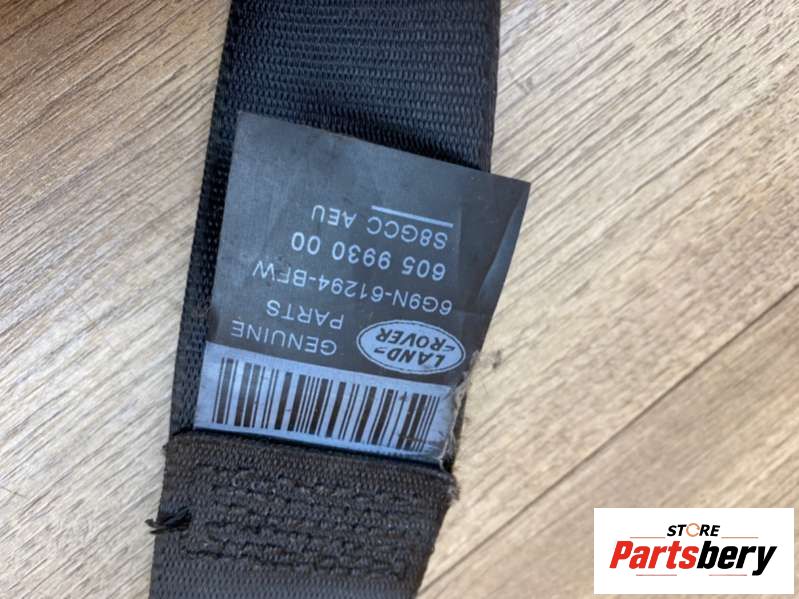 LAND
ROVER
GENUINE
PARTS
6G9N-61294-BFW
605 9930 00
S8GCC AEU
STORE
Partsbery